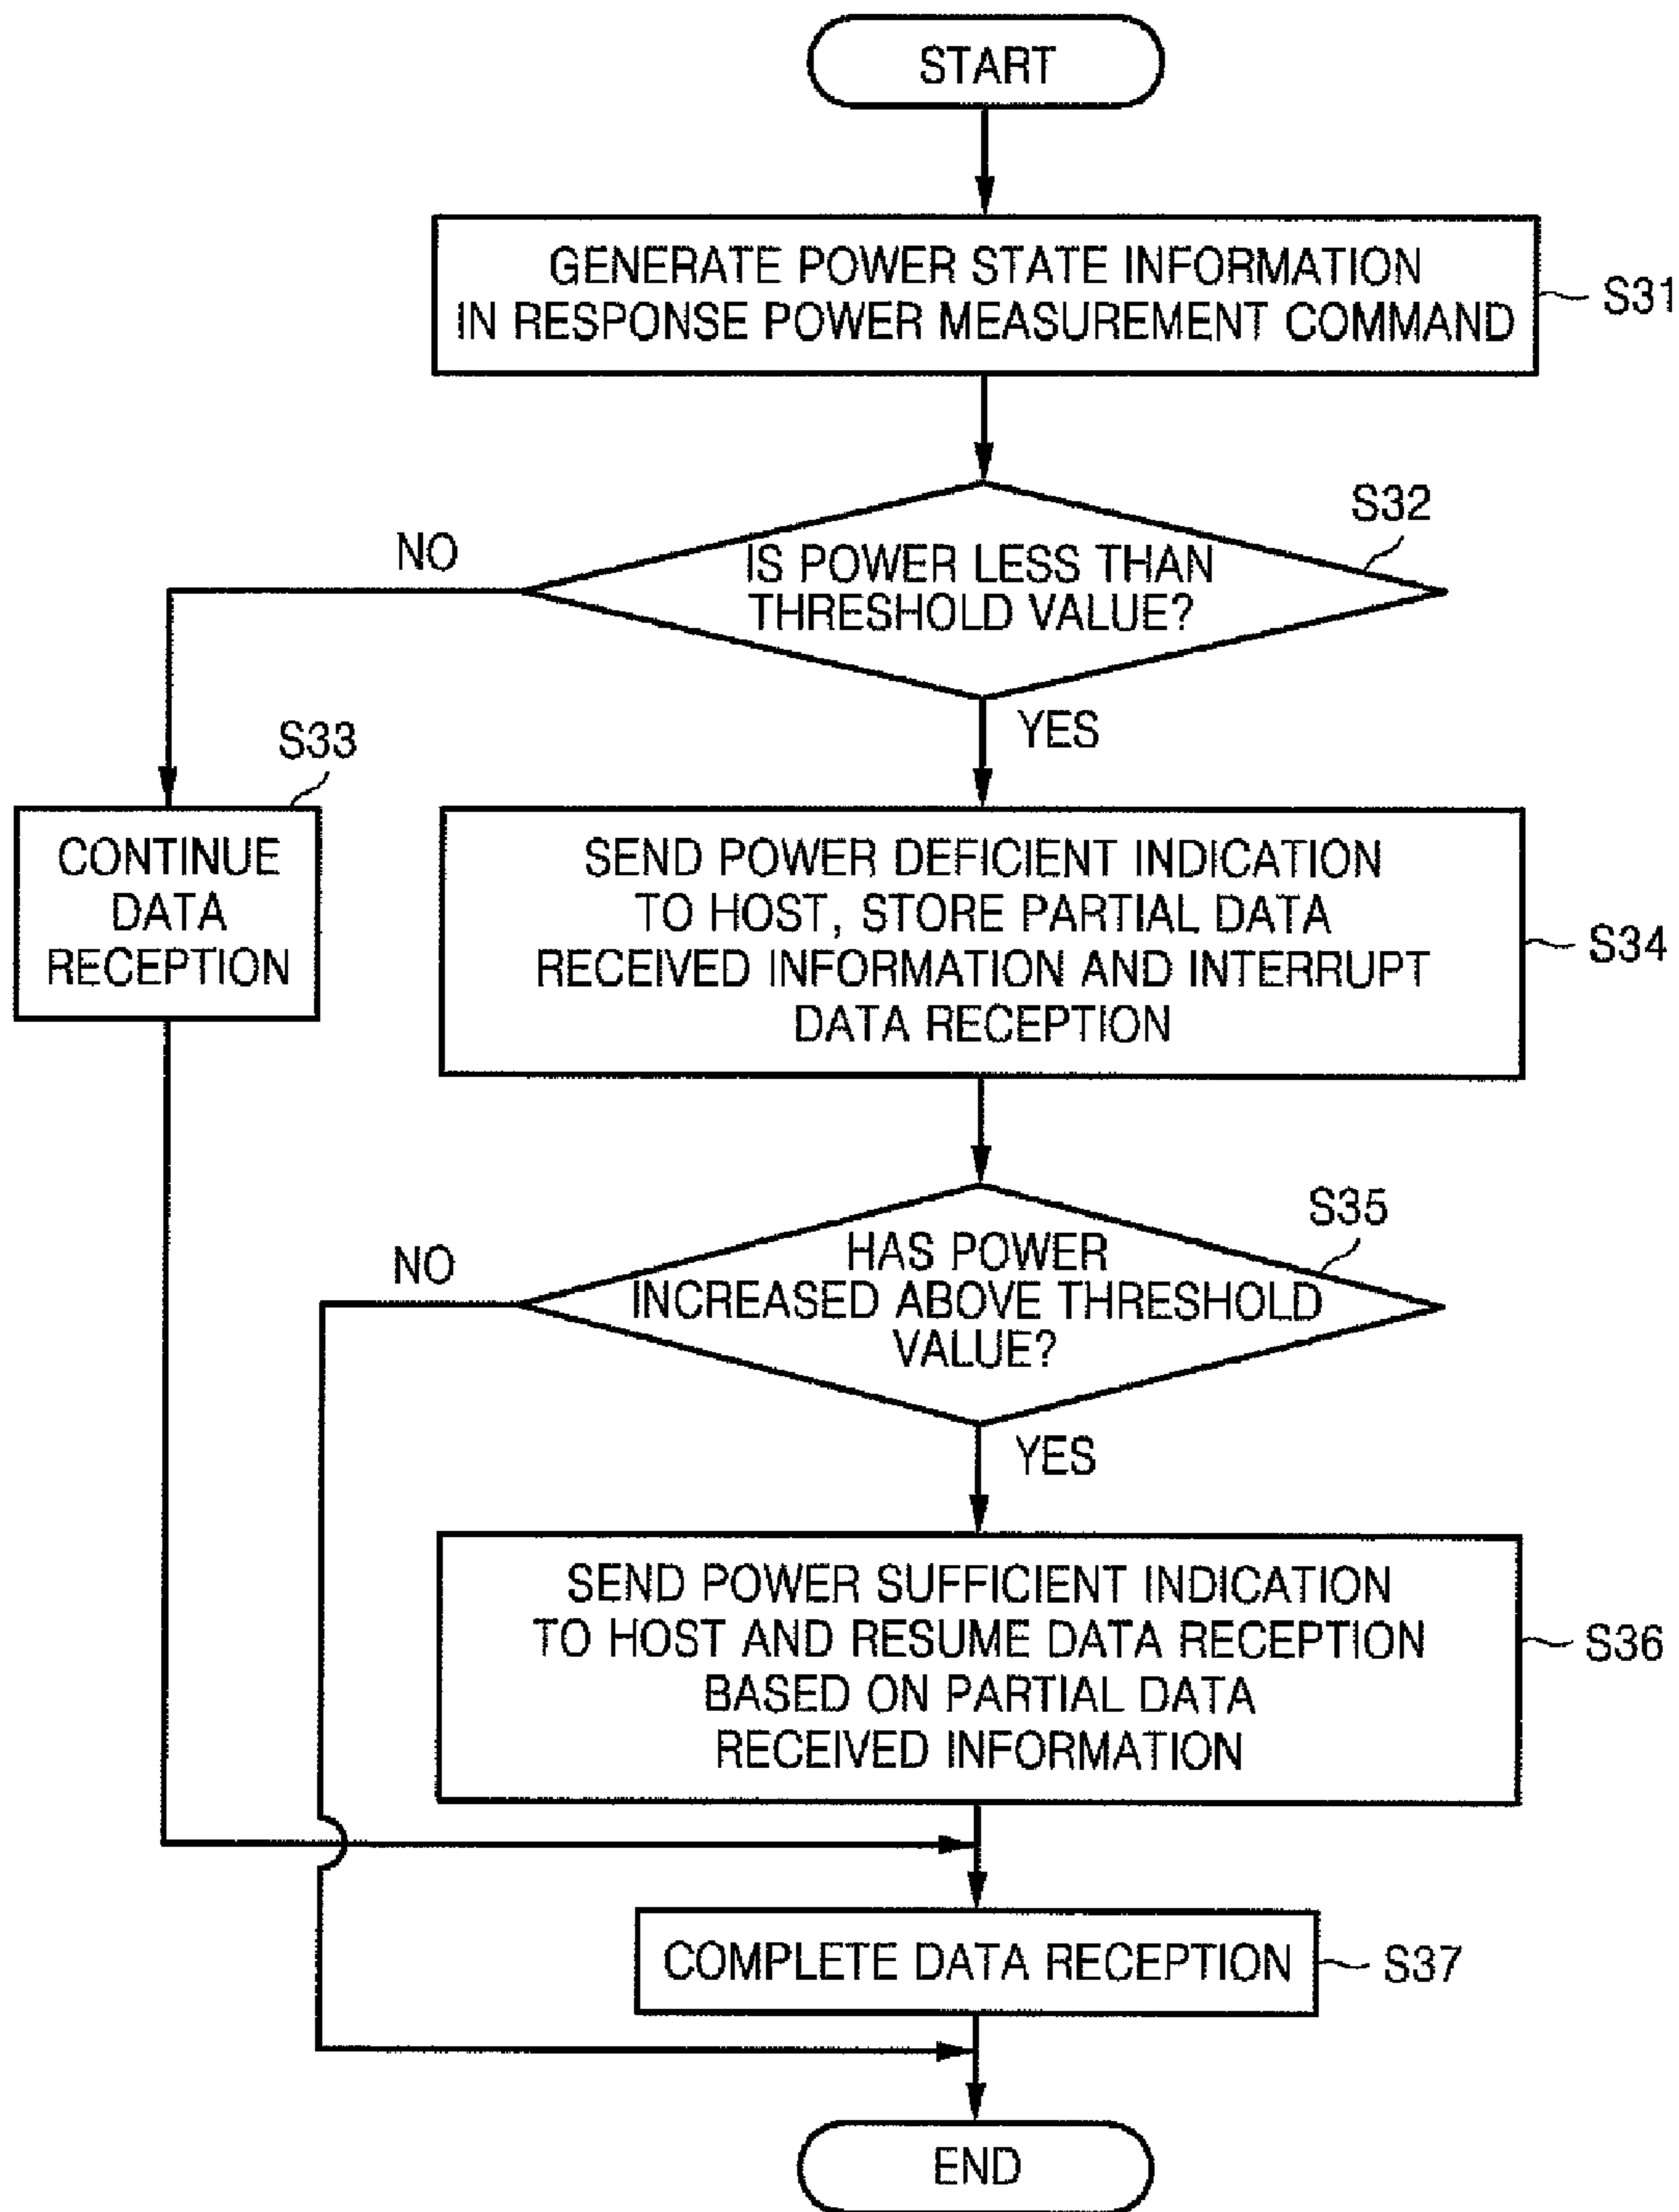 START
GENERATE POWER STATE INFORMATION
IN RESPONSE POWER MEASUREMENT COMMAND
S31
S32
NO
IS POWER LESS THAN
THRESHOLD VALUE?
YES
S33
CONTINUE
DATA
RECEPTION
SEND POWER DEFICIENT INDICATION
TO HOST, STORE PARTIAL DATA
RECEIVED INFORMATION AND INTERRUPT
DATA RECEPTION
S34
S35
NO
HAS POWER
INCREASED ABOVE THRESHOLD
VALUE?
YES
SEND POWER SUFFICIENT INDICATION
TO HOST AND RESUME DATA RECEPTION
BASED ON PARTIAL DATA
RECEIVED INFORMATION
S36
COMPLETE DATA RECEPTION
S37
END